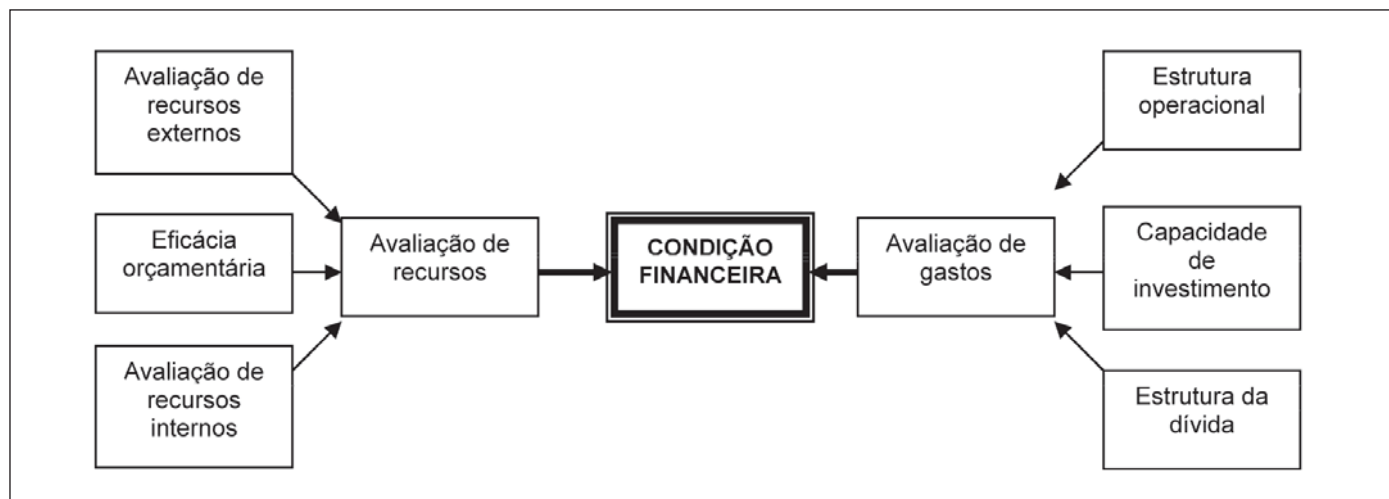 Avaliação de
recursos
externos
Eficácia
orçamentária
Avaliação de
recursos
internos
Avaliação de
recursos
CONDIÇÃO
FINANCEIRA
Avaliação de
gastos
Estrutura
operacional
Capacidade
de
investimento
Estrutura da
dívida